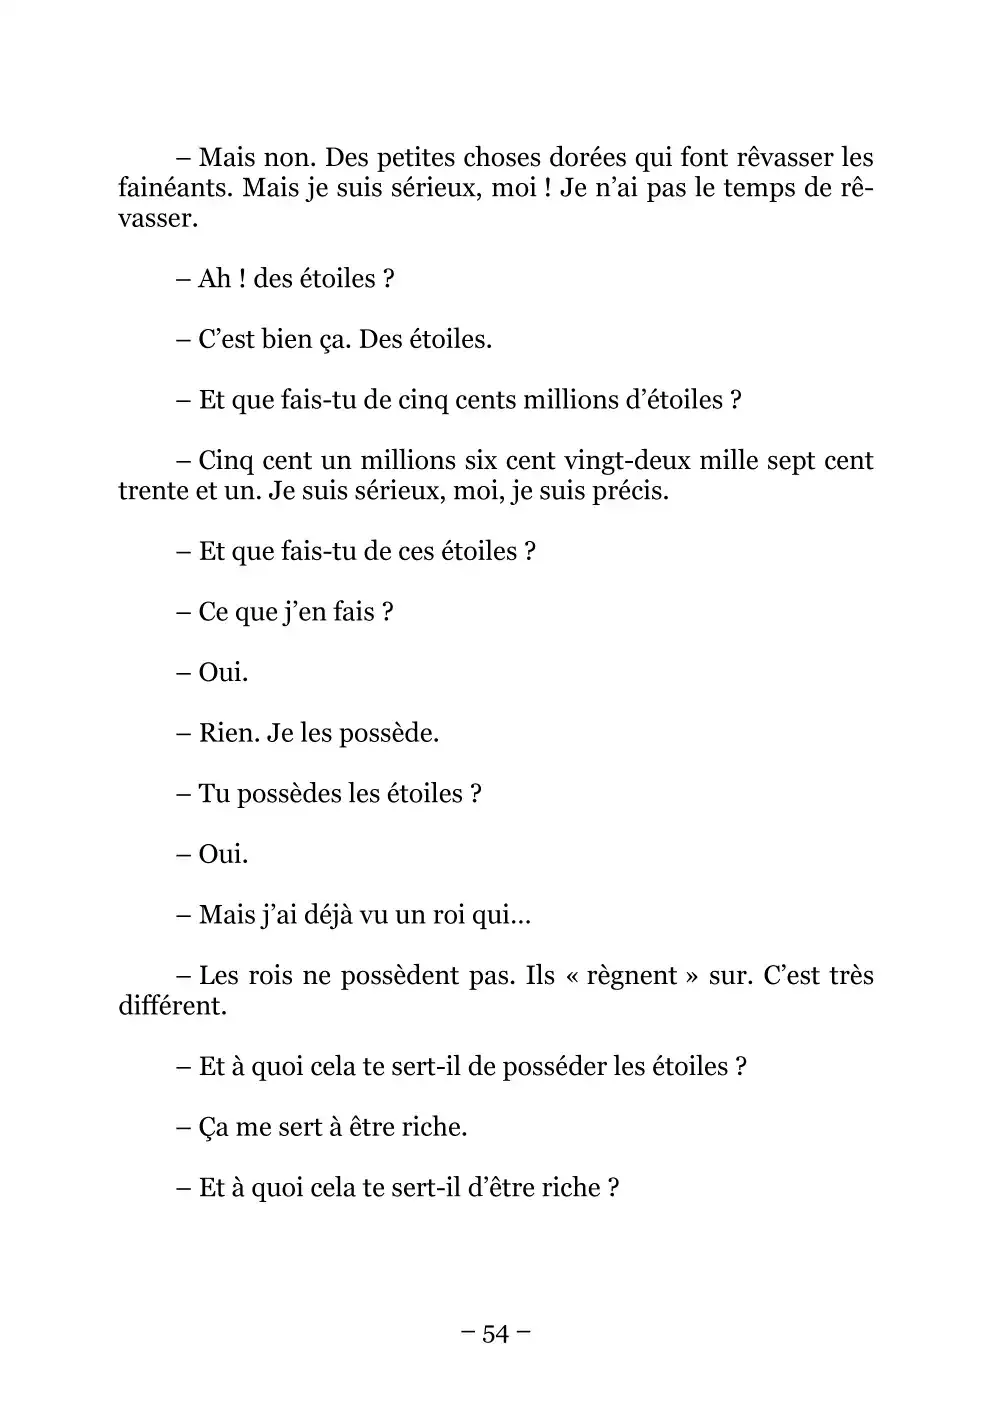 – Mais non. Des petites choses dorées qui font rêvasser les
fainéants. Mais je suis sérieux, moi ! Je n’ai pas le temps de rê-
vasser.
– Ah ! des étoiles ?
– C’est bien ça. Des étoiles.
– Et que fais-tu de cinq cents millions d’étoiles ?
– Cinq cent un millions six cent vingt-deux mille sept cent
trente et un. Je suis sérieux, moi, je suis précis.
– Et que fais-tu de ces étoiles ?
– Ce que j’en fais ?
– Oui.
– Rien. Je les possède.
– Tu possèdes les étoiles ?
– Oui.
– Mais j’ai déjà vu un roi qui…
– Les rois ne possèdent pas. Ils « règnent » sur. C’est très
différent.
– Et à quoi cela te sert-il de posséder les étoiles ?
– Ça me sert à être riche.
– Et à quoi cela te sert-il d’être riche ?
– 54 –